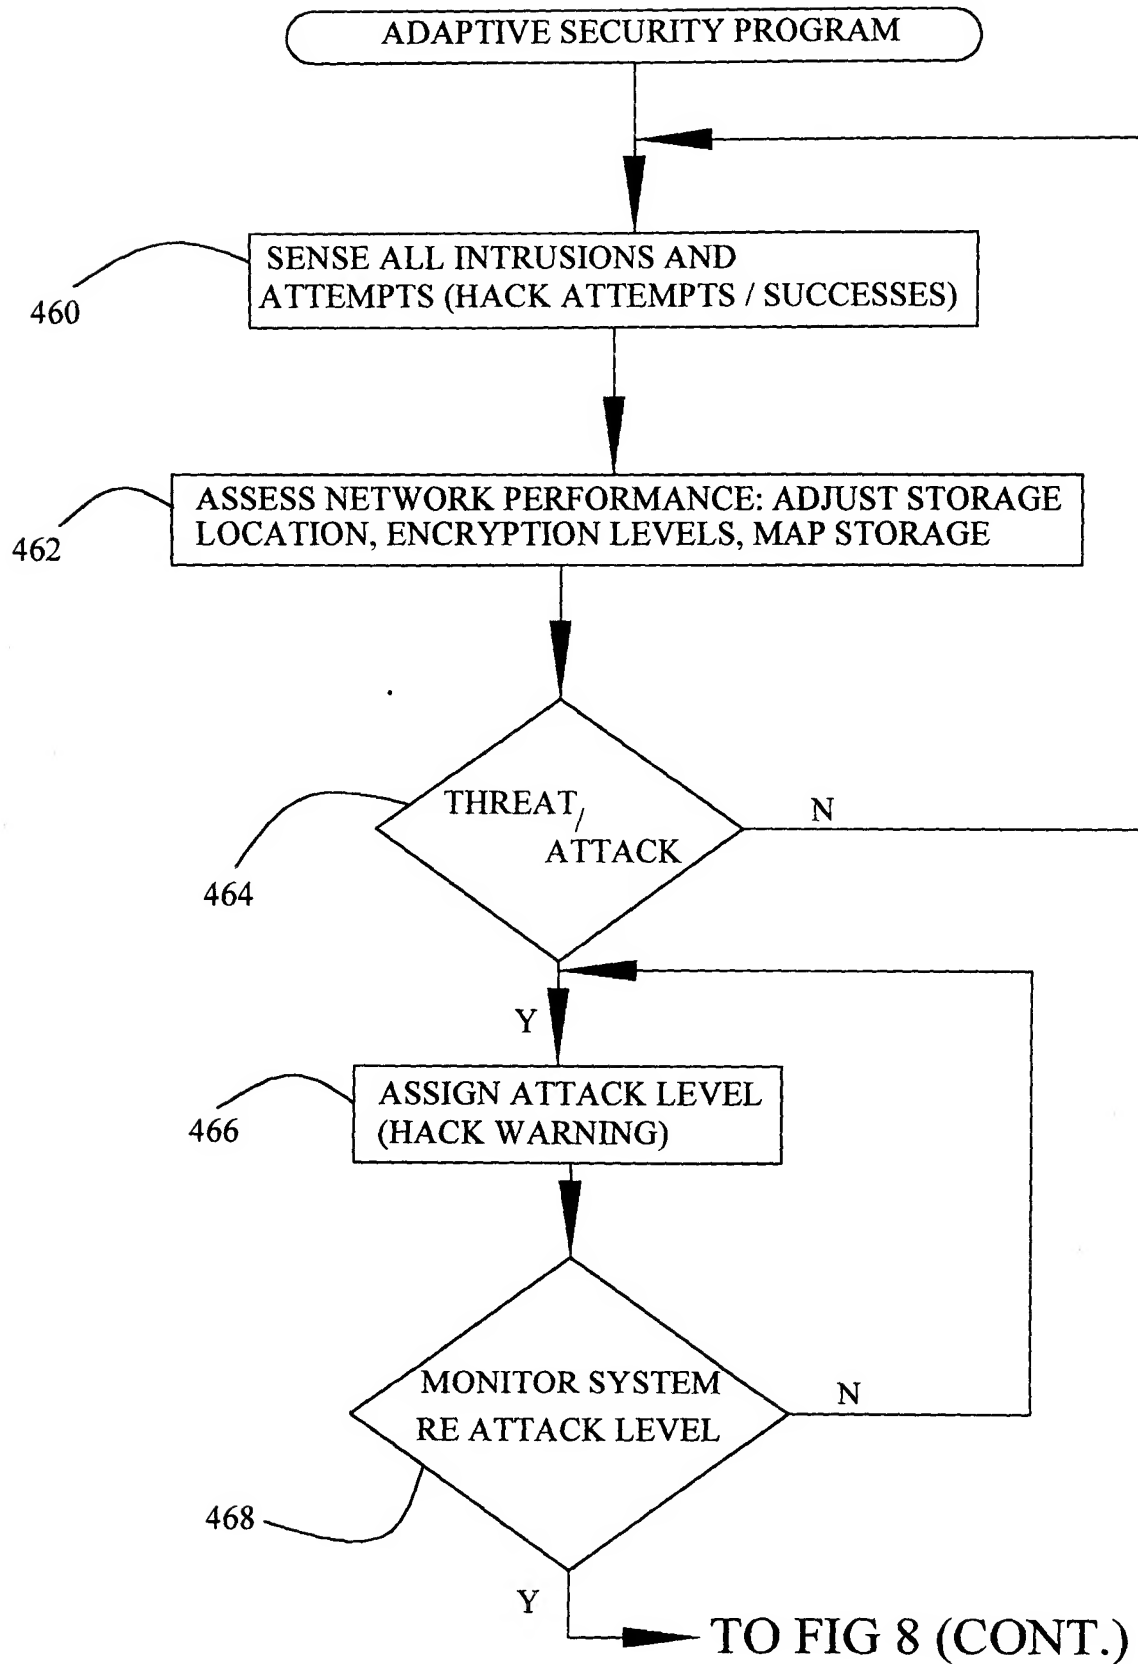 ADAPTIVE SECURITY PROGRAM
SENSE ALL INTRUSIONS AND
ATTEMPTS (HACK ATTEMPTS / SUCCESSES)
460
ASSESS NETWORK PERFORMANCE: ADJUST STORAGE
LOCATION, ENCRYPTION LEVELS, MAP STORAGE
462
THREAT/
ATTACK
N
464
Y
ASSIGN ATTACK LEVEL
(HACK WARNING)
466
MONITOR SYSTEM
RE ATTACK LEVEL
N
468
Y
TO FIG 8 (CONT.)